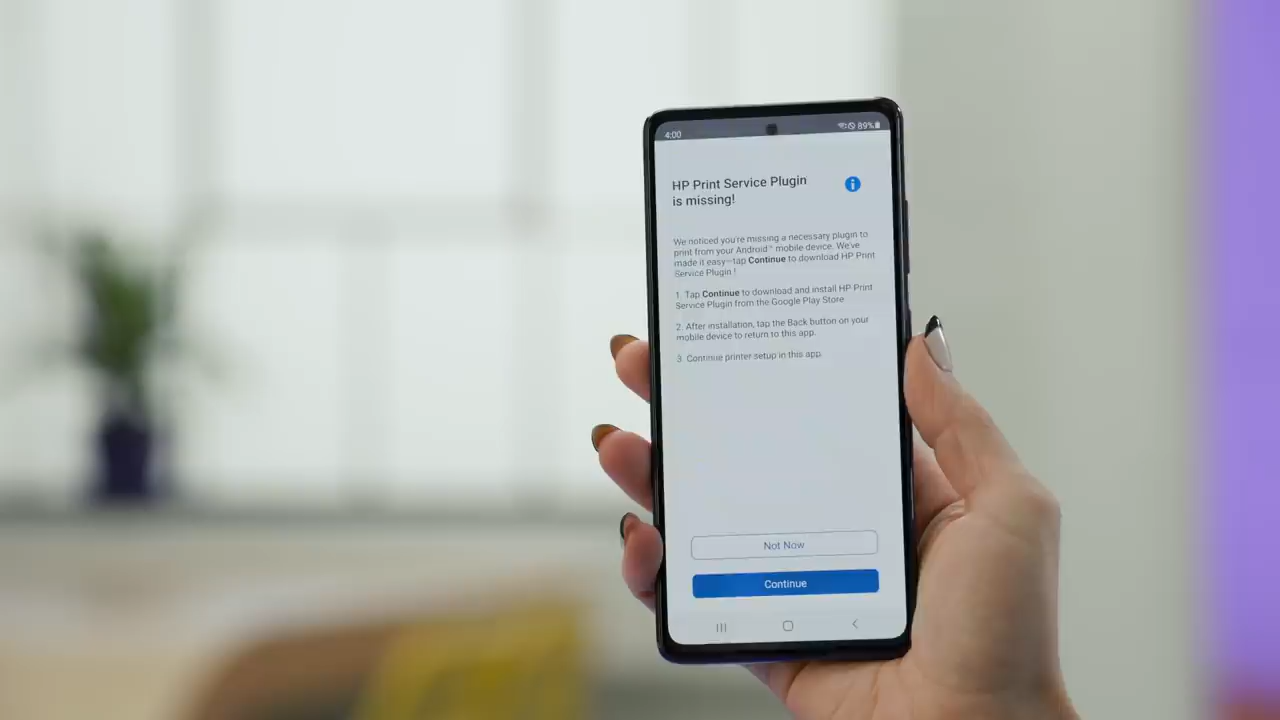 4:00
89%
HP Print Service Plugin
is missing!
We noticed you're missing a necessary plugin to
print from your Android™ mobile device. We've
made it easy—tap Continue to download HP Print
Service Plugin !
1. Tap Continue to download and install HP Print
Service Plugin from the Google Play Store
2. After installation, tap the Back button on your
mobile device to return to this app.
3. Continue printer setup in this app.
Not Now
Continue